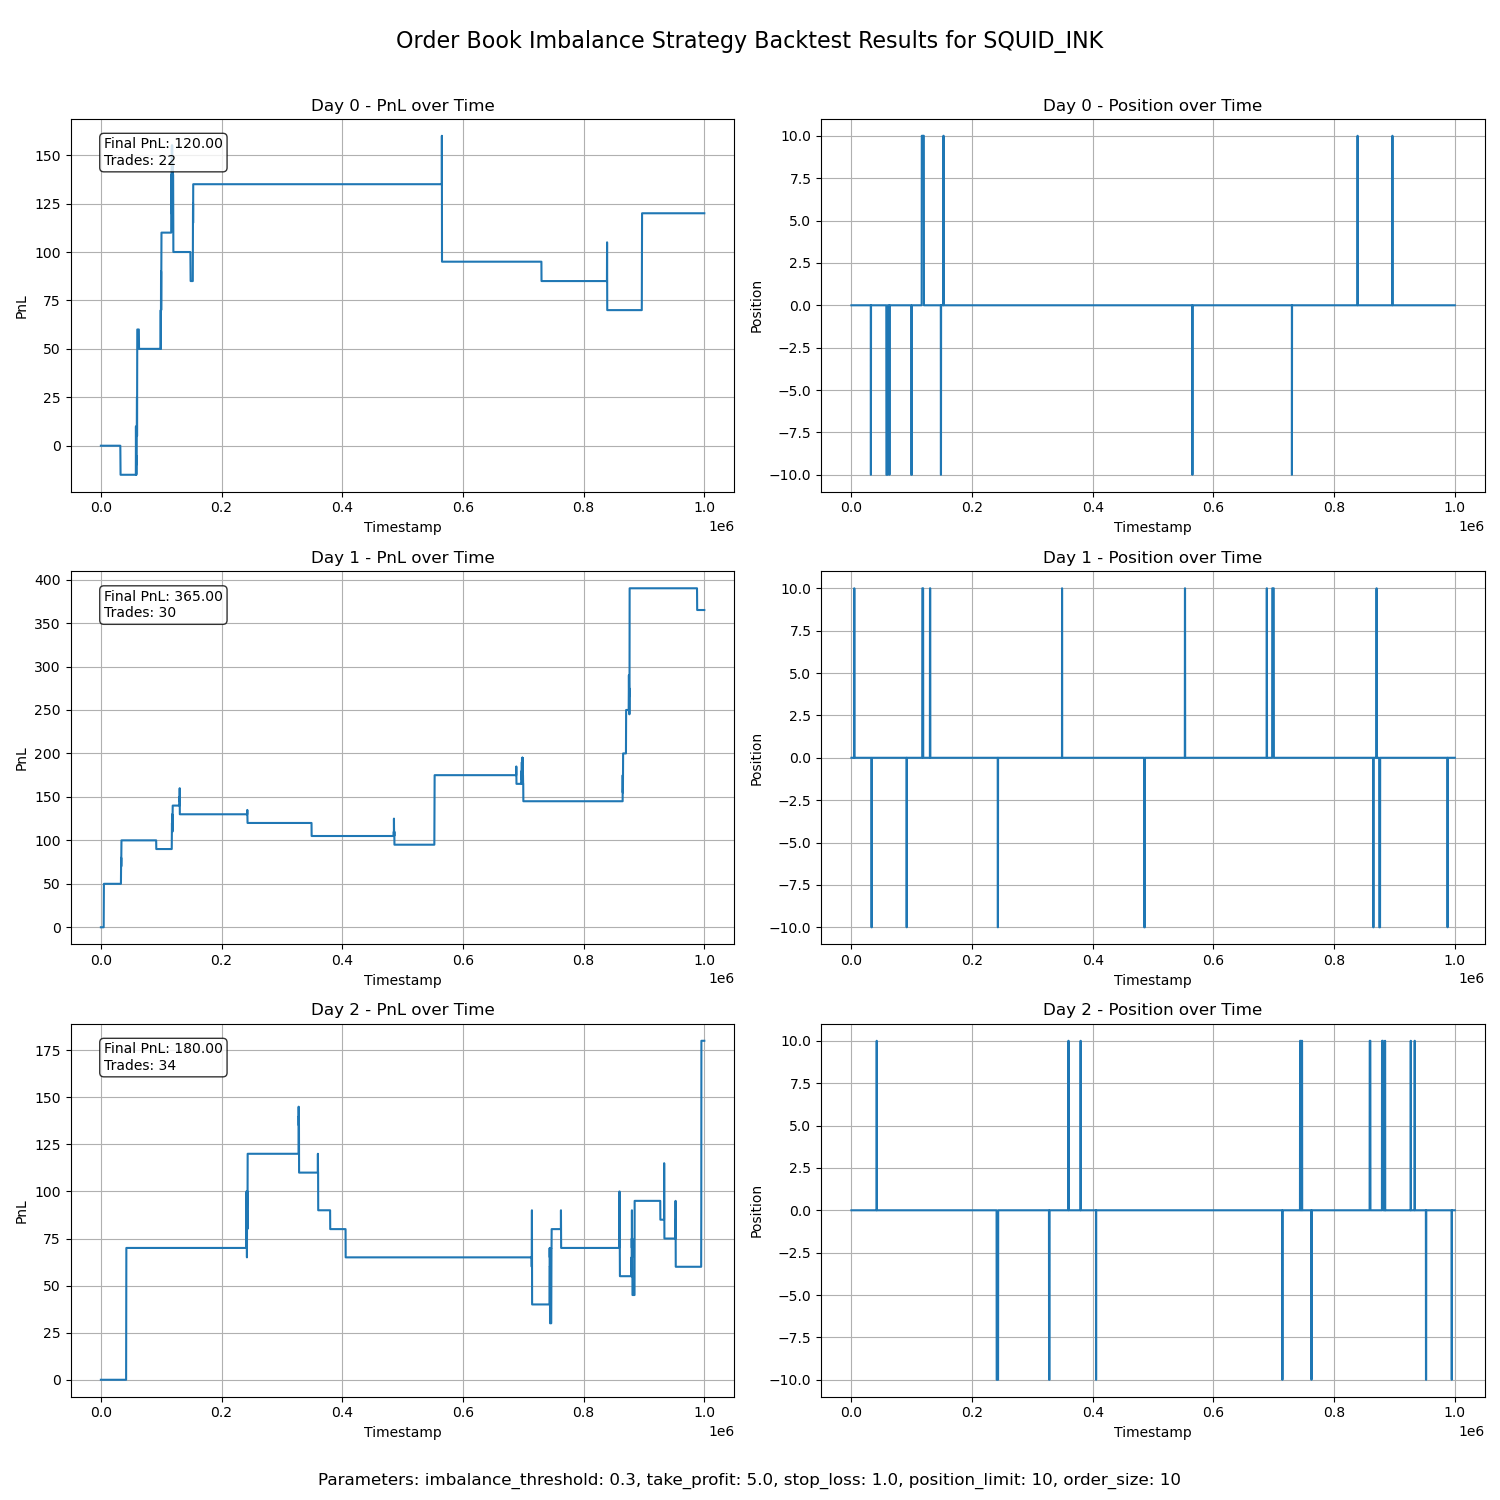 Order Book Imbalance Strategy Backtest Results for SQUID_INK
Day 0 - PnL over Time
Final PnL: 120.00
Trades: 22
PnL
150
125
100
75
50
25
0
0.0 0.2 0.4 0.6 0.8 1.0
1e6
Timestamp
Day 0 - Position over Time
Position
10.0
7.5
5.0
2.5
0.0
−2.5
−5.0
−7.5
−10.0
0.0 0.2 0.4 0.6 0.8 1.0
1e6
Timestamp
Day 1 - PnL over Time
Final PnL: 365.00
Trades: 30
PnL
400
350
300
250
200
150
100
50
0
0.0 0.2 0.4 0.6 0.8 1.0
1e6
Timestamp
Day 1 - Position over Time
Position
10.0
7.5
5.0
2.5
0.0
−2.5
−5.0
−7.5
−10.0
0.0 0.2 0.4 0.6 0.8 1.0
1e6
Timestamp
Day 2 - PnL over Time
Final PnL: 180.00
Trades: 34
PnL
175
150
125
100
75
50
25
0
0.0 0.2 0.4 0.6 0.8 1.0
1e6
Timestamp
Day 2 - Position over Time
Position
10.0
7.5
5.0
2.5
0.0
−2.5
−5.0
−7.5
−10.0
0.0 0.2 0.4 0.6 0.8 1.0
1e6
Timestamp
Parameters: imbalance_threshold: 0.3, take_profit: 5.0, stop_loss: 1.0, position_limit: 10, order_size: 10